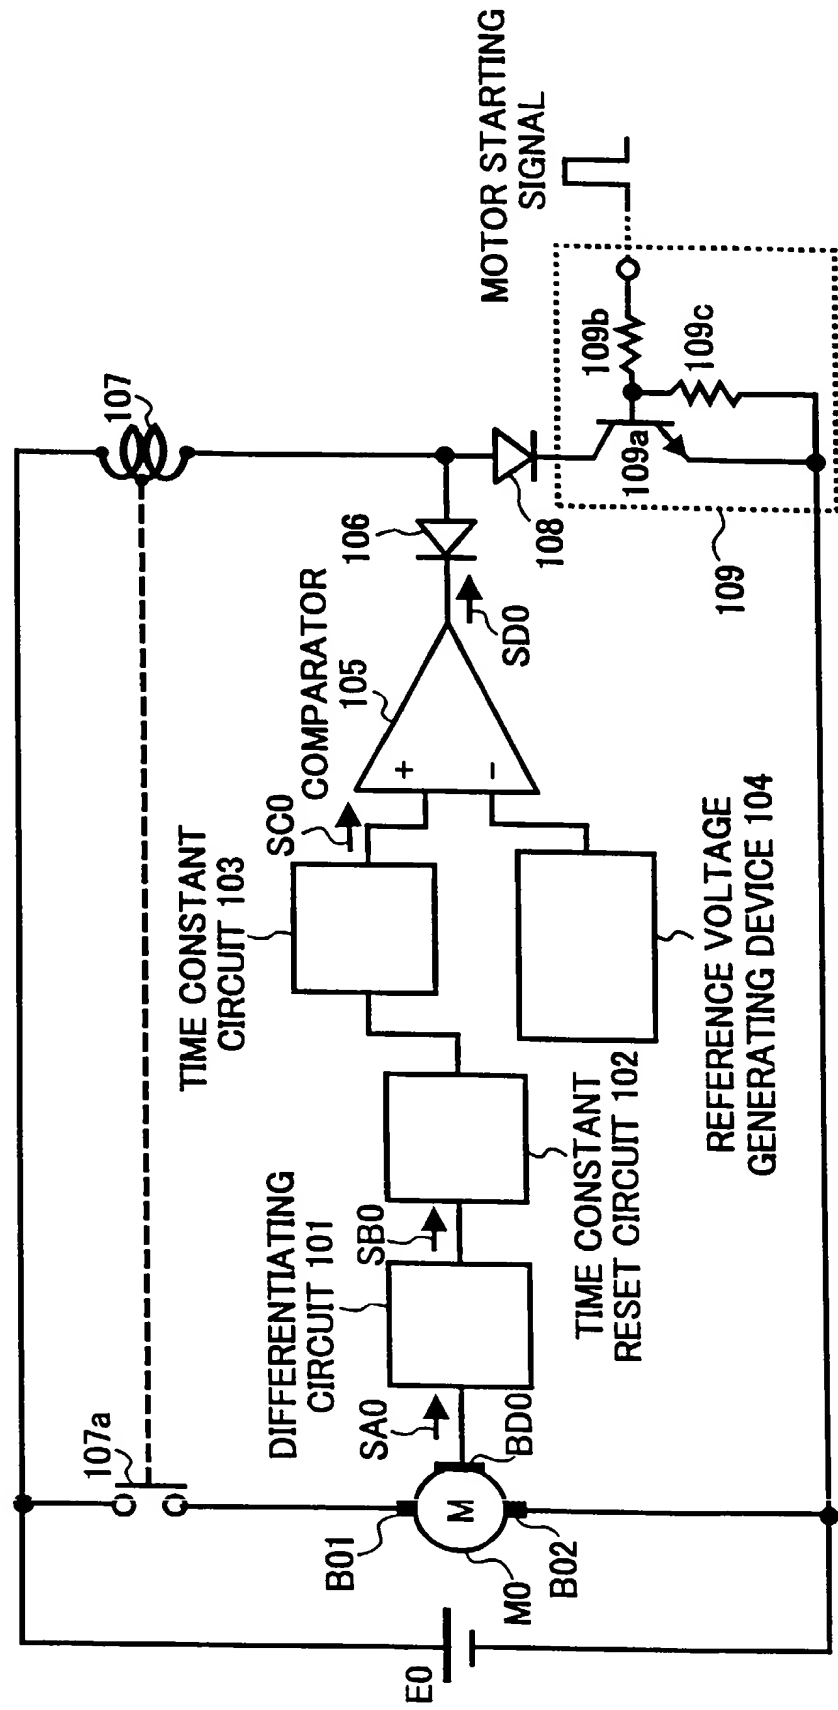 107a
107
E0
B01
M0
M
B02
BD0
SA0
DIFFERENTIATING
CIRCUIT 101
SB0
TIME CONSTANT
RESET CIRCUIT 102
TIME CONSTANT
CIRCUIT 103
SC0
COMPARATOR
105
+
−
REFERENCE VOLTAGE
GENERATING DEVICE 104
SD0
106
108
109
109a
109b
109c
MOTOR STARTING
SIGNAL